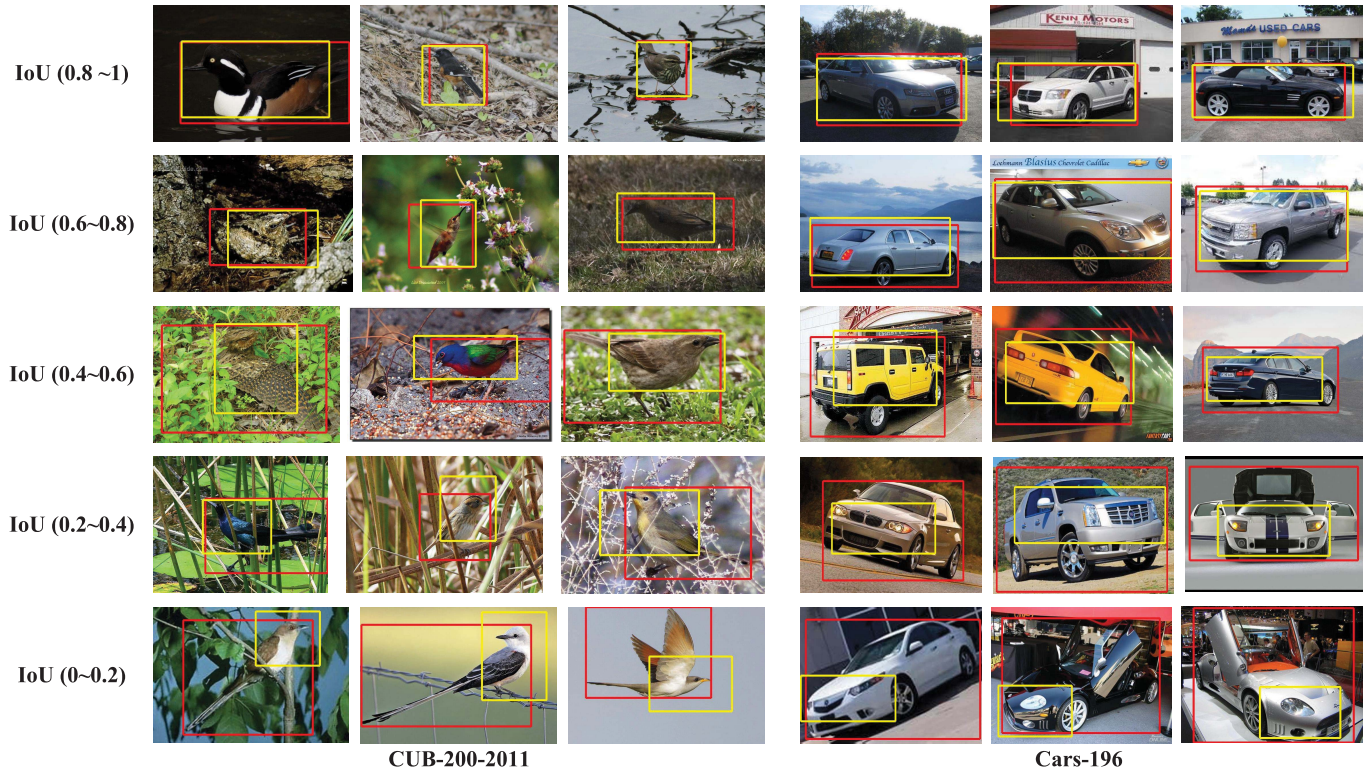 IoU (0.8 ~1)
KENN MOTORS
USED CARS
IoU (0.6~0.8)
Lochmann Blasius Chevrolet Cadillac
IoU (0.4~0.6)
IoU (0.2~0.4)
IoU (0~0.2)
CUB-200-2011
Cars-196